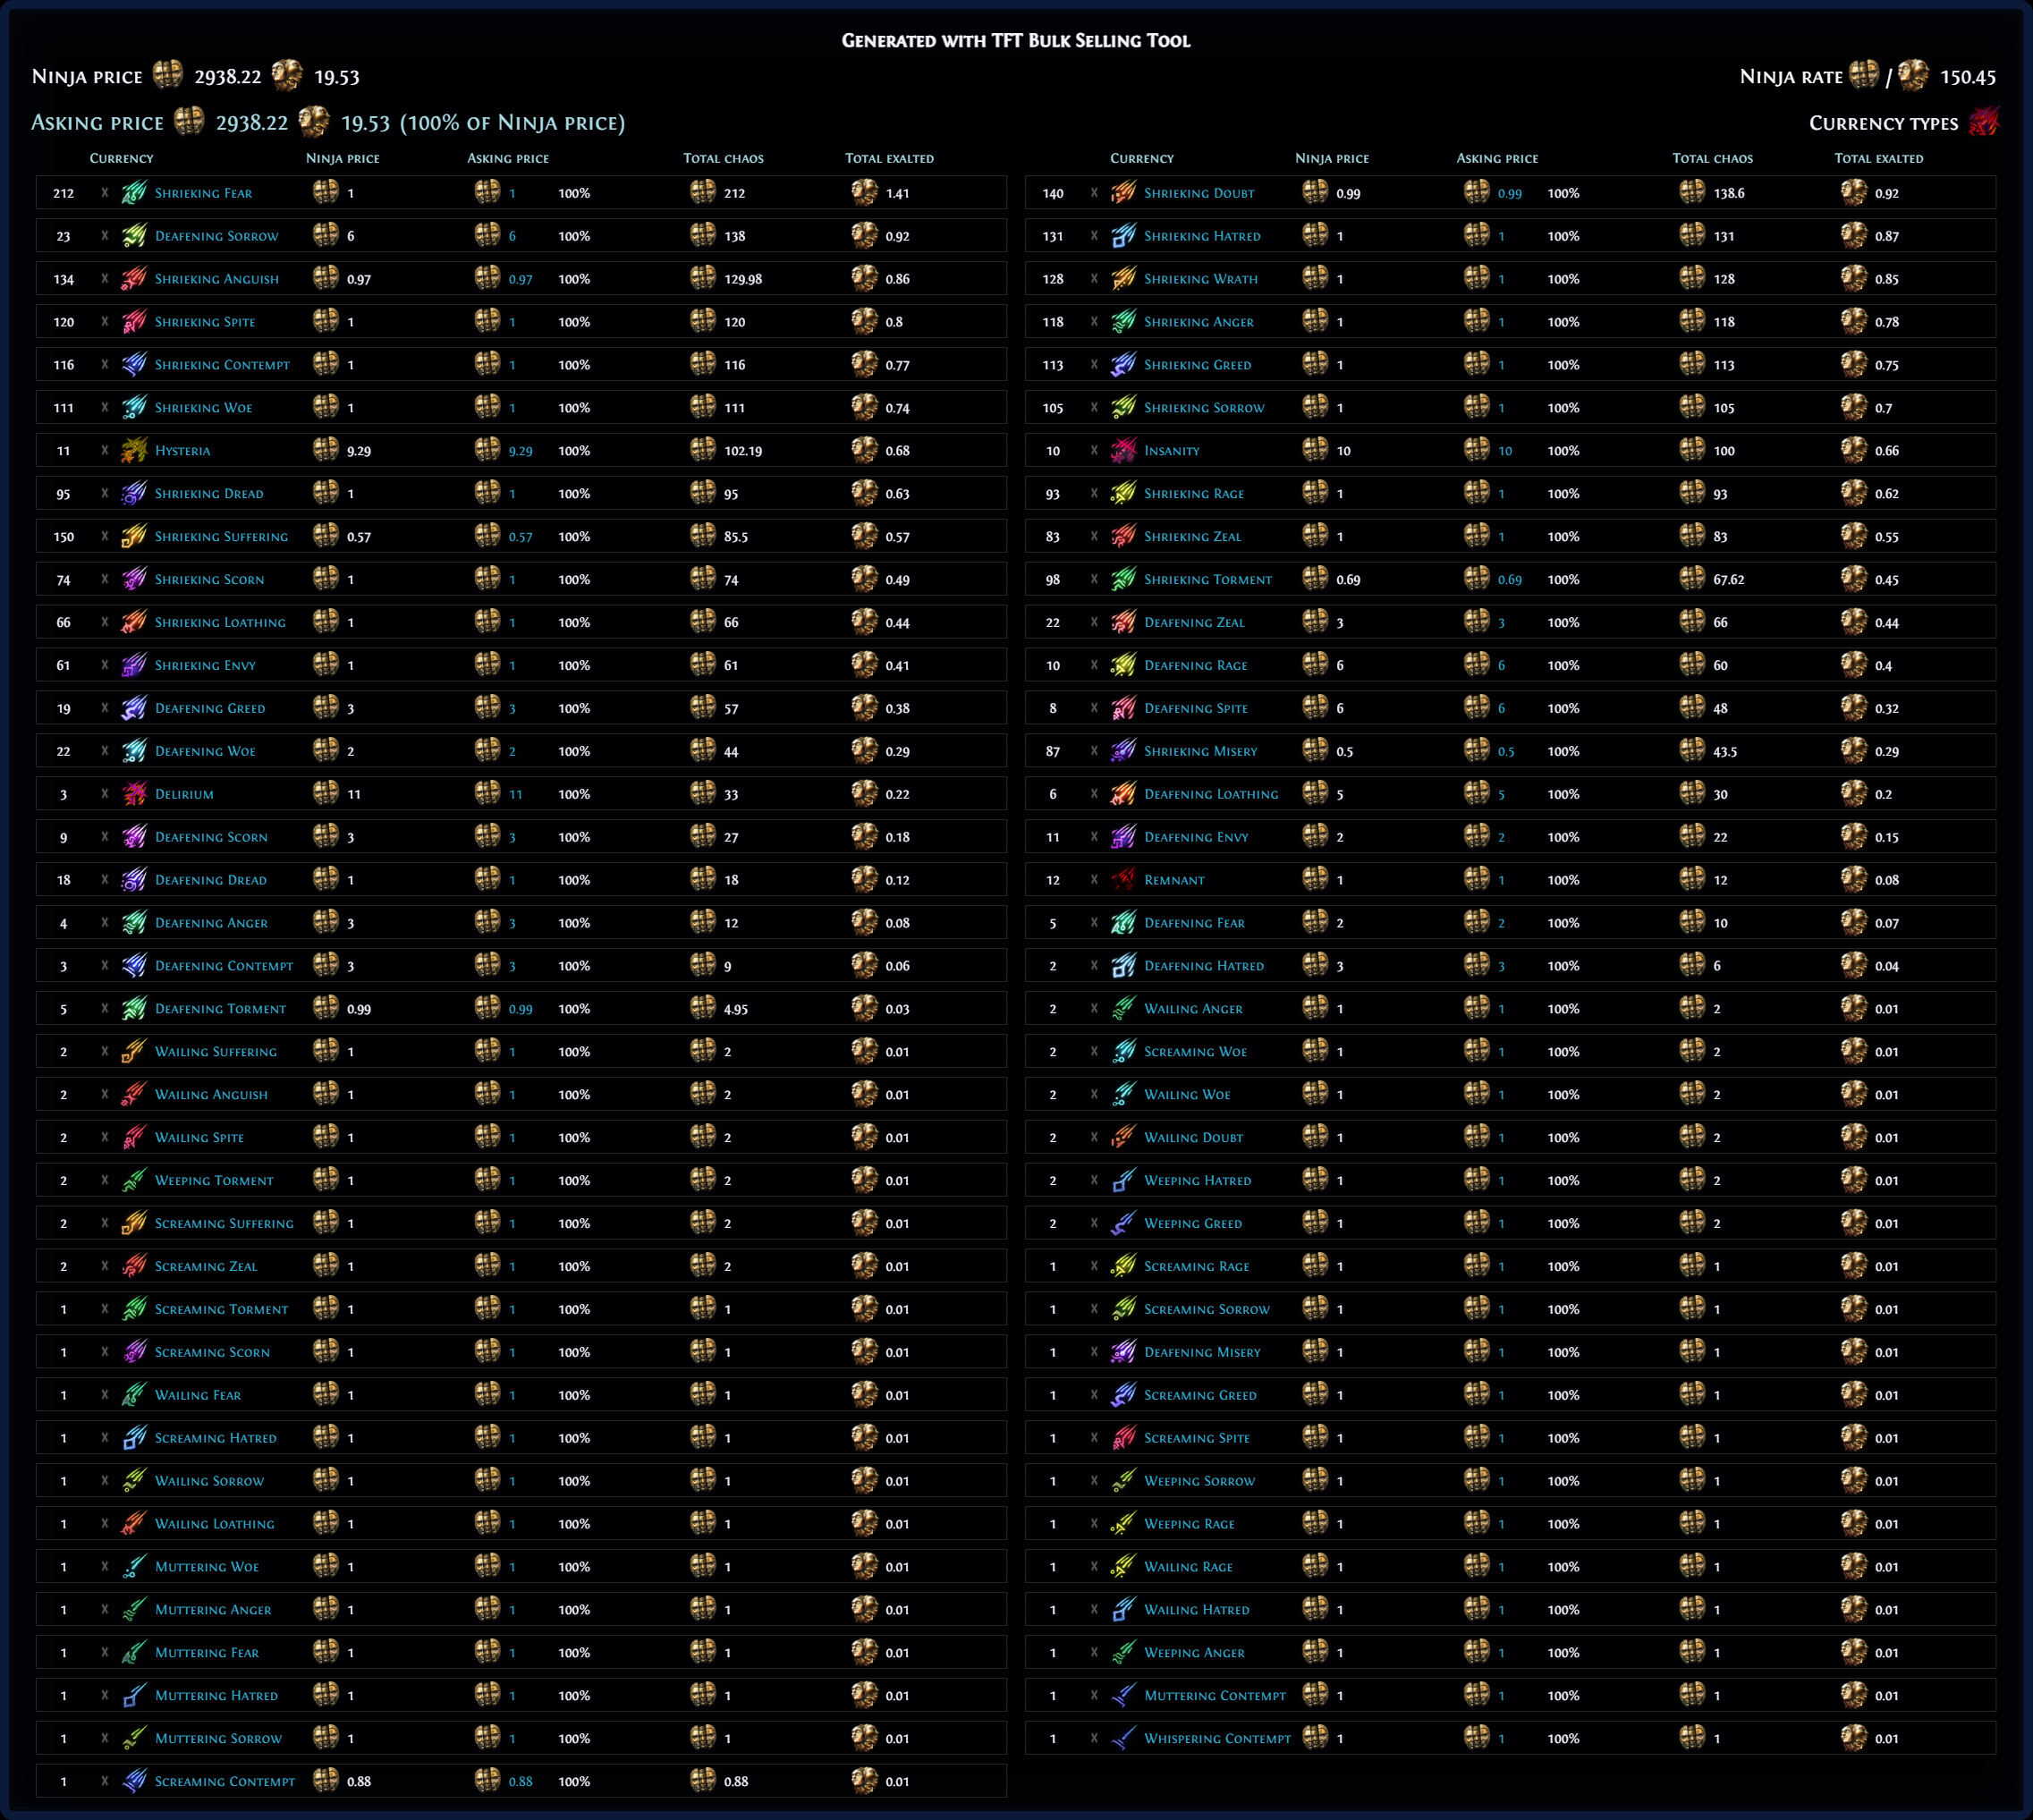 Generated with TFT Bulk Selling Tool
Ninja price 2938.22 19.53 Ninja rate / 150.45
Asking price 2938.22 19.53 (100% of Ninja price) Currency types
Currency Ninja price Asking price Total chaos Total exalted Currency Ninja price Asking price Total chaos Total exalted
212 x Shrieking Fear 1 1 100% 212 1.41 140 x Shrieking Doubt 0.99 0.99 100% 138.6 0.92
23 x Deafening Sorrow 6 6 100% 138 0.92 131 x Shrieking Hatred 1 1 100% 131 0.87
134 x Shrieking Anguish 0.97 0.97 100% 129.98 0.86 128 x Shrieking Wrath 1 1 100% 128 0.85
120 x Shrieking Spite 1 1 100% 120 0.8 118 x Shrieking Anger 1 1 100% 118 0.78
116 x Shrieking Contempt 1 1 100% 116 0.77 113 x Shrieking Greed 1 1 100% 113 0.75
111 x Shrieking Woe 1 1 100% 111 0.74 105 x Shrieking Sorrow 1 1 100% 105 0.7
11 x Hysteria 9.29 9.29 100% 102.19 0.68 10 x Insanity 10 10 100% 100 0.66
95 x Shrieking Dread 1 1 100% 95 0.63 93 x Shrieking Rage 1 1 100% 93 0.62
150 x Shrieking Suffering 0.57 0.57 100% 85.5 0.57 83 x Shrieking Zeal 1 1 100% 83 0.55
74 x Shrieking Scorn 1 1 100% 74 0.49 98 x Shrieking Torment 0.69 0.69 100% 67.62 0.45
66 x Shrieking Loathing 1 1 100% 66 0.44 22 x Deafening Zeal 3 3 100% 66 0.44
61 x Shrieking Envy 1 1 100% 61 0.41 10 x Deafening Rage 6 6 100% 60 0.4
19 x Deafening Greed 3 3 100% 57 0.38 8 x Deafening Spite 6 6 100% 48 0.32
22 x Deafening Woe 2 2 100% 44 0.29 87 x Shrieking Misery 0.5 0.5 100% 43.5 0.29
3 x Delirium 11 11 100% 33 0.22 6 x Deafening Loathing 5 5 100% 30 0.2
9 x Deafening Scorn 3 3 100% 27 0.18 11 x Deafening Envy 2 2 100% 22 0.15
18 x Deafening Dread 1 1 100% 18 0.12 12 x Remnant 1 1 100% 12 0.08
4 x Deafening Anger 3 3 100% 12 0.08 5 x Deafening Fear 2 2 100% 10 0.07
3 x Deafening Contempt 3 3 100% 9 0.06 2 x Deafening Hatred 3 3 100% 6 0.04
5 x Deafening Torment 0.99 0.99 100% 4.95 0.03 2 x Wailing Anger 1 1 100% 2 0.01
2 x Wailing Suffering 1 1 100% 2 0.01 2 x Screaming Woe 1 1 100% 2 0.01
2 x Wailing Anguish 1 1 100% 2 0.01 2 x Wailing Woe 1 1 100% 2 0.01
2 x Wailing Spite 1 1 100% 2 0.01 2 x Wailing Doubt 1 1 100% 2 0.01
2 x Weeping Torment 1 1 100% 2 0.01 2 x Weeping Hatred 1 1 100% 2 0.01
2 x Screaming Suffering 1 1 100% 2 0.01 2 x Weeping Greed 1 1 100% 2 0.01
2 x Screaming Zeal 1 1 100% 2 0.01 1 x Screaming Rage 1 1 100% 1 0.01
1 x Screaming Torment 1 1 100% 1 0.01 1 x Screaming Sorrow 1 1 100% 1 0.01
1 x Screaming Scorn 1 1 100% 1 0.01 1 x Deafening Misery 1 1 100% 1 0.01
1 x Wailing Fear 1 1 100% 1 0.01 1 x Screaming Greed 1 1 100% 1 0.01
1 x Screaming Hatred 1 1 100% 1 0.01 1 x Screaming Spite 1 1 100% 1 0.01
1 x Wailing Sorrow 1 1 100% 1 0.01 1 x Weeping Sorrow 1 1 100% 1 0.01
1 x Wailing Loathing 1 1 100% 1 0.01 1 x Weeping Rage 1 1 100% 1 0.01
1 x Muttering Woe 1 1 100% 1 0.01 1 x Wailing Rage 1 1 100% 1 0.01
1 x Muttering Anger 1 1 100% 1 0.01 1 x Wailing Hatred 1 1 100% 1 0.01
1 x Muttering Fear 1 1 100% 1 0.01 1 x Weeping Anger 1 1 100% 1 0.01
1 x Muttering Hatred 1 1 100% 1 0.01 1 x Muttering Contempt 1 1 100% 1 0.01
1 x Muttering Sorrow 1 1 100% 1 0.01 1 x Whispering Contempt 1 1 100% 1 0.01
1 x Screaming Contempt 0.88 0.88 100% 0.88 0.01